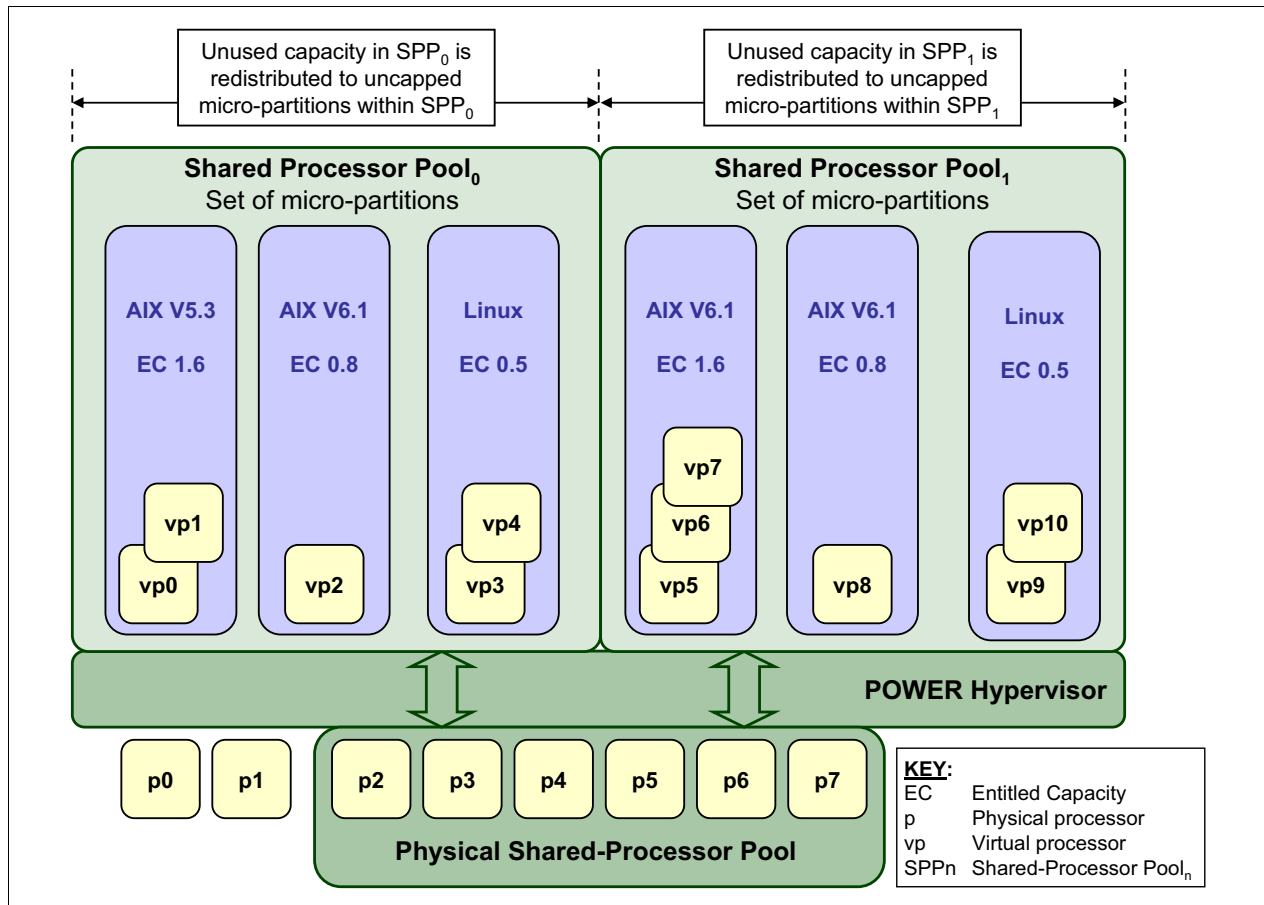 Unused capacity in SPP0 is
redistributed to uncapped
micro-partitions within SPP0
Unused capacity in SPP1 is
redistributed to uncapped
micro-partitions within SPP1
Shared Processor Pool0
Set of micro-partitions
Shared Processor Pool1
Set of micro-partitions
AIX V5.3
EC 1.6
vp1
vp0
AIX V6.1
EC 0.8
vp2
Linux
EC 0.5
vp4
vp3
AIX V6.1
EC 1.6
vp7
vp6
vp5
AIX V6.1
EC 0.8
vp8
Linux
EC 0.5
vp10
vp9
POWER Hypervisor
p0
p1
p2
p3
p4
p5
p6
p7
Physical Shared-Processor Pool
KEY:
EC Entitled Capacity
p Physical processor
vp Virtual processor
SPPn Shared-Processor Pooln